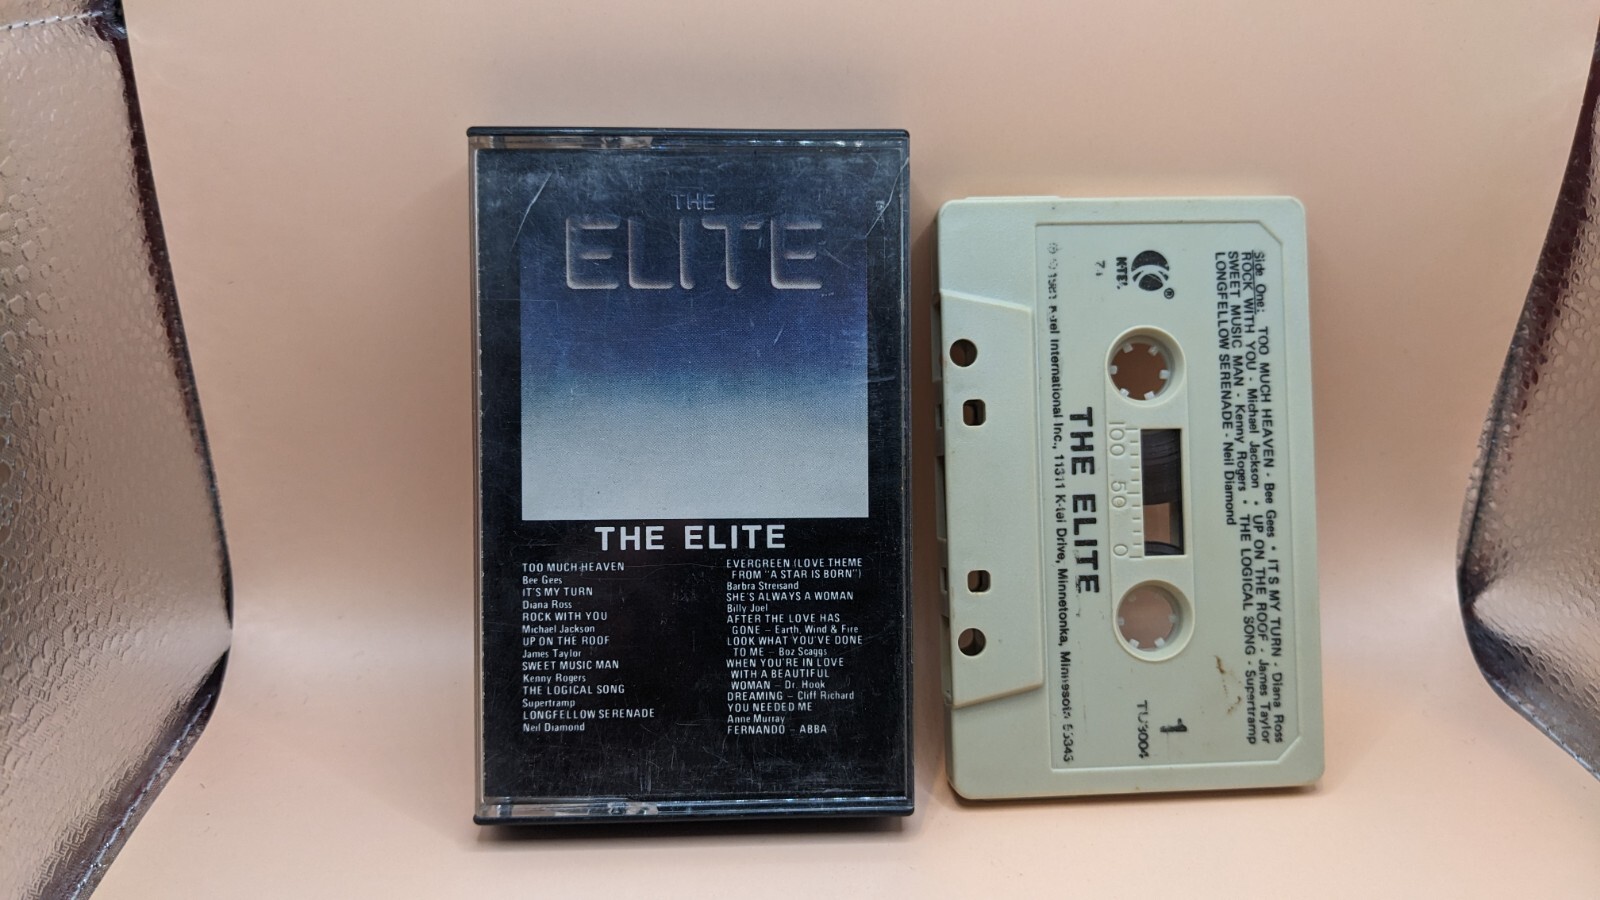 THE
ELITE
THE ELITE
TOO MUCH HEAVEN
Bee Gees
IT'S MY TURN
Diana Ross
ROCK WITH YOU
Michael Jackson
UP ON THE ROOF
James Taylor
SWEET MUSIC MAN
Kenny Rogers
THE LOGICAL SONG
Supertramp
LONGFELLOW SERENADE
Neil Diamond
EVERGREEN (LOVE THEME
FROM "A STAR IS BORN")
Barbra Streisand
SHE'S ALWAYS A WOMAN
Billy Joel
AFTER THE LOVE HAS
GONE – Earth, Wind & Fire
LOOK WHAT YOU'VE DONE
TO ME – Boz Scaggs
WHEN YOU'RE IN LOVE
WITH A BEAUTIFUL
WOMAN – Dr. Hook
DREAMING – Cliff Richard
YOU NEEDED ME
Anne Murray
FERNANDO – ABBA
Side One: TOO MUCH HEAVEN - Bee Gees • IT'S MY TURN - Diana Ross
ROCK WITH YOU - Michael Jackson • UP ON THE ROOF - James Taylor
SWEET MUSIC MAN - Kenny Rogers • THE LOGICAL SONG - Supertramp
LONGFELLOW SERENADE - Neil Diamond
K-TEL ®
1
TU3004
100 50 0
THE ELITE
1981 K-tel International Inc., 11311 K-tel Drive, Minnetonka, Minnesota 55343